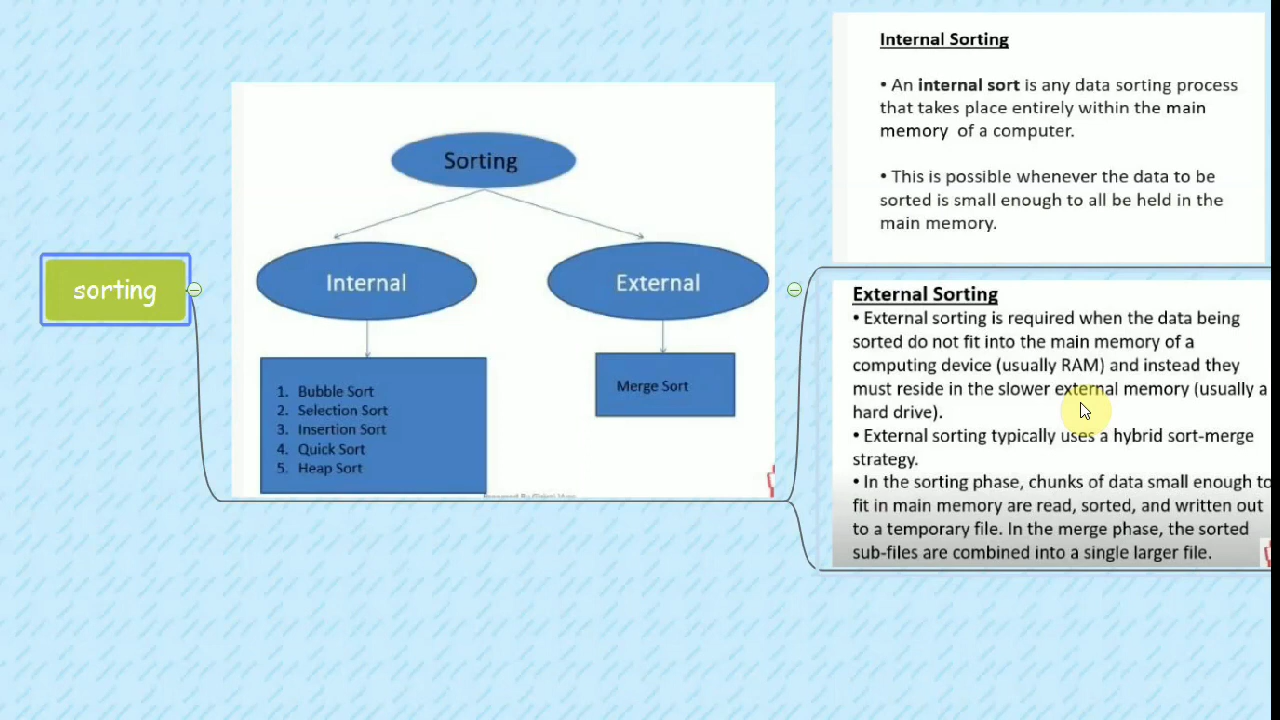 sorting
Sorting
Internal
External
1. Bubble Sort
2. Selection Sort
3. Insertion Sort
4. Quick Sort
5. Heap Sort
Merge Sort
Internal Sorting
• An internal sort is any data sorting process
that takes place entirely within the main
memory of a computer.
• This is possible whenever the data to be
sorted is small enough to all be held in the
main memory.
External Sorting
• External sorting is required when the data being
sorted do not fit into the main memory of a
computing device (usually RAM) and instead they
must reside in the slower external memory (usually a
hard drive).
• External sorting typically uses a hybrid sort-merge
strategy.
• In the sorting phase, chunks of data small enough to
fit in main memory are read, sorted, and written out
to a temporary file. In the merge phase, the sorted
sub-files are combined into a single larger file.